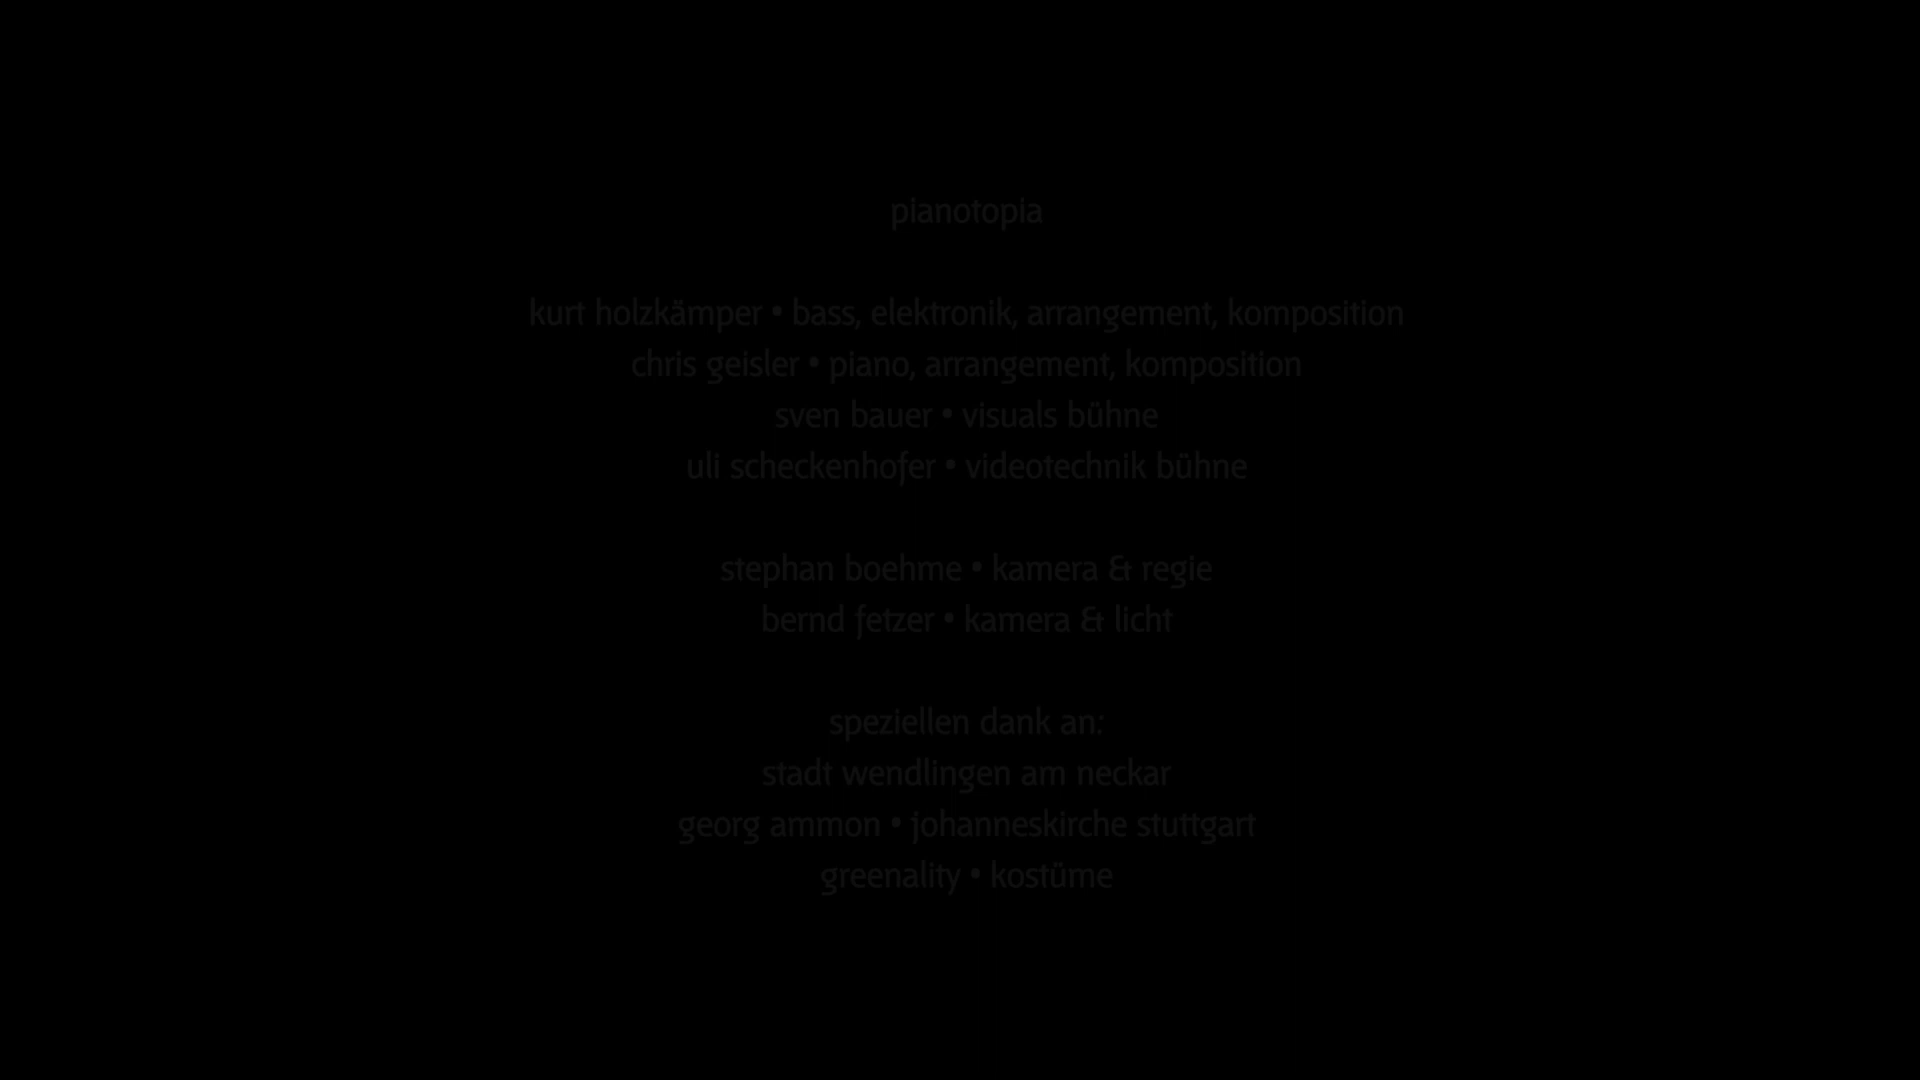 pianotopia
kurt holzkämper • bass, elektronik, arrangement, komposition
chris geisler • piano, arrangement, komposition
sven bauer • visuals bühne
uli scheckenhofer • videotechnik bühne
stephan boehme • kamera & regie
bernd fetzer • kamera & licht
speziellen dank an:
stadt wendlingen am neckar
georg ammon • johanneskirche stuttgart
greenality • kostüme